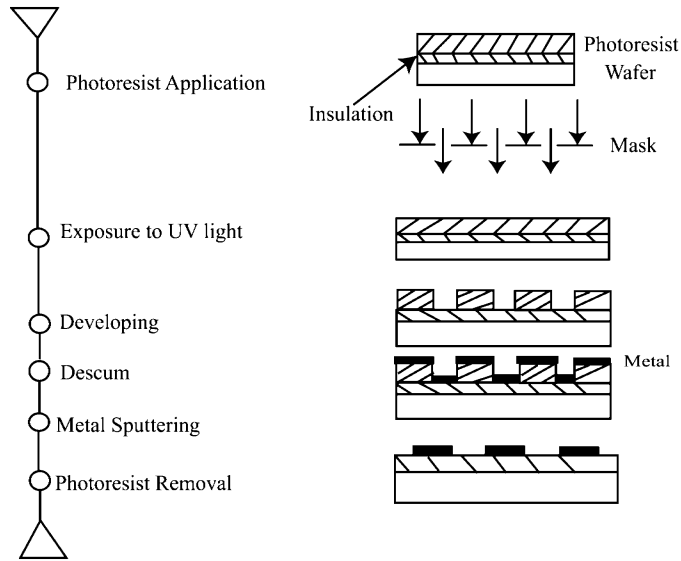 Photoresist Application
Exposure to UV light
Developing
Descum
Metal Sputtering
Photoresist Removal
Photoresist
Wafer
Insulation
Mask
Metal